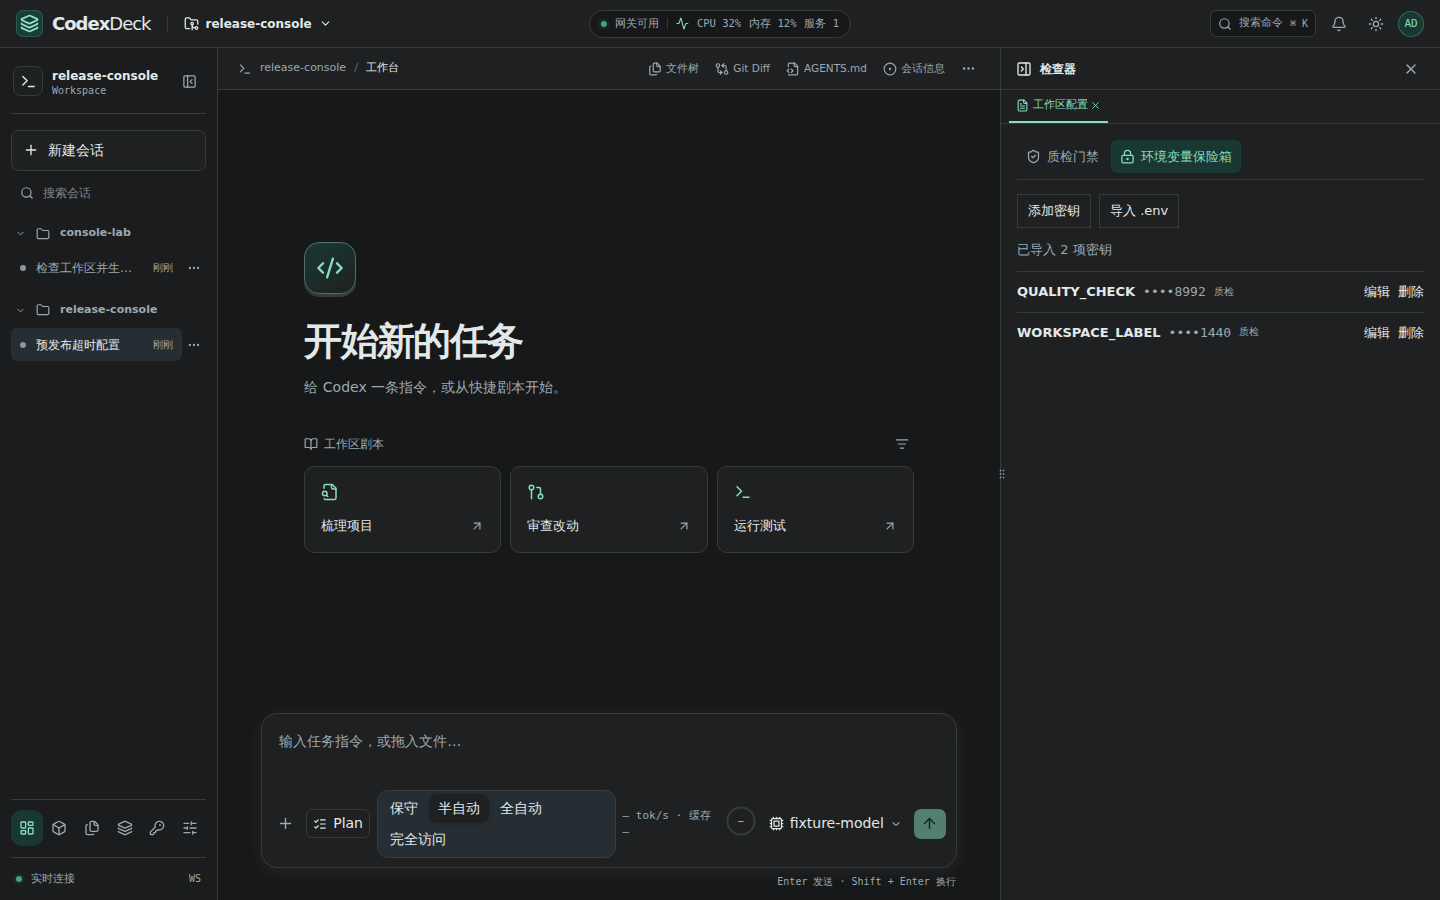 CodexDeck
release-console
网关可用 CPU 32% 内存 12% 服务 1
搜索命令 ⌘ K
AD
release-console
Workspace
新建会话
搜索会话
console-lab
检查工作区并生... 刚刚
release-console
预发布超时配置 刚刚
实时连接 WS
release-console / 工作台
文件树 Git Diff AGENTS.md 会话信息
开始新的任务
给 Codex 一条指令，或从快捷剧本开始。
工作区剧本
梳理项目
审查改动
运行测试
输入任务指令，或拖入文件...
Plan
保守 半自动 全自动
完全访问
— tok/s · 缓存
—
–
fixture-model
Enter 发送 · Shift + Enter 换行
检查器
工作区配置
质检门禁 环境变量保险箱
添加密钥 导入 .env
已导入 2 项密钥
QUALITY_CHECK ••••8992 质检 编辑 删除
WORKSPACE_LABEL ••••1440 质检 编辑 删除